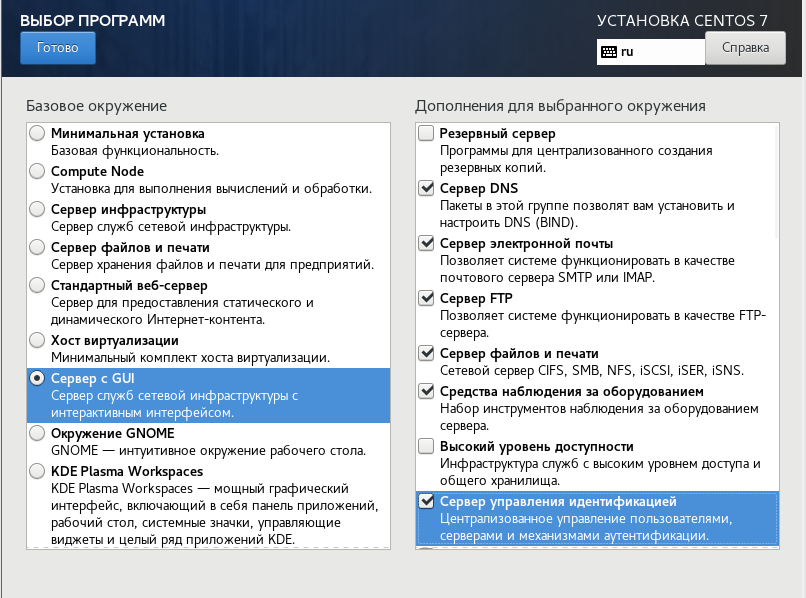 ВЫБОР ПРОГРАММ
УСТАНОВКА CENTOS 7
Готово
ru
Справка
Базовое окружение
Минимальная установка
Базовая функциональность.
Compute Node
Установка для выполнения вычислений и обработки.
Сервер инфраструктуры
Сервер служб сетевой инфраструктуры.
Сервер файлов и печати
Сервер хранения файлов и печати для предприятий.
Стандартный веб-сервер
Сервер для предоставления статического и
динамического Интернет-контента.
Хост виртуализации
Минимальный комплект хоста виртуализации.
Сервер с GUI
Сервер служб сетевой инфраструктуры с
интерактивным интерфейсом.
Окружение GNOME
GNOME — интуитивное окружение рабочего стола.
KDE Plasma Workspaces
KDE Plasma Workspaces — мощный графический
интерфейс, включающий в себя панель приложений,
рабочий стол, системные значки, управляющие
виджеты и целый ряд приложений KDE.
Дополнения для выбранного окружения
Резервный сервер
Программы для централизованного создания
резервных копий.
Сервер DNS
Пакеты в этой группе позволят вам установить и
настроить DNS (BIND).
Сервер электронной почты
Позволяет системе функционировать в качестве
почтового сервера SMTP или IMAP.
Сервер FTP
Позволяет системе функционировать в качестве FTP-
сервера.
Сервер файлов и печати
Сетевой сервер CIFS, SMB, NFS, iSCSI, iSER, iSNS.
Средства наблюдения за оборудованием
Набор инструментов наблюдения за оборудованием
сервера.
Высокий уровень доступности
Инфраструктура служб с высоким уровнем доступа и
общего хранилища.
Сервер управления идентификацией
Централизованное управление пользователями,
серверами и механизмами аутентификации.